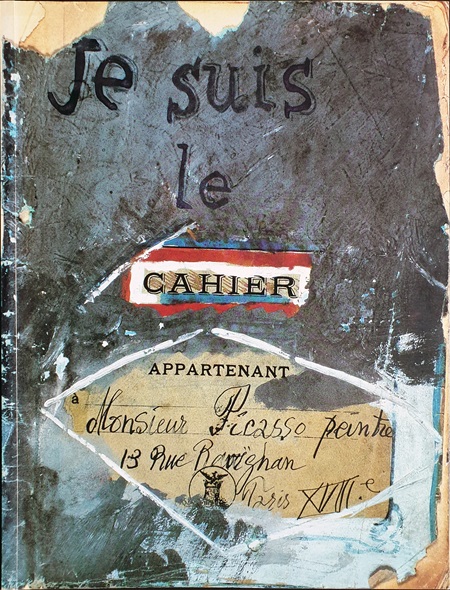 Je suis
le
CAHIER
APPARTENANT
à
Monsieur Picasso peintre
13 Rue Ravignan
Paris XVIII.e